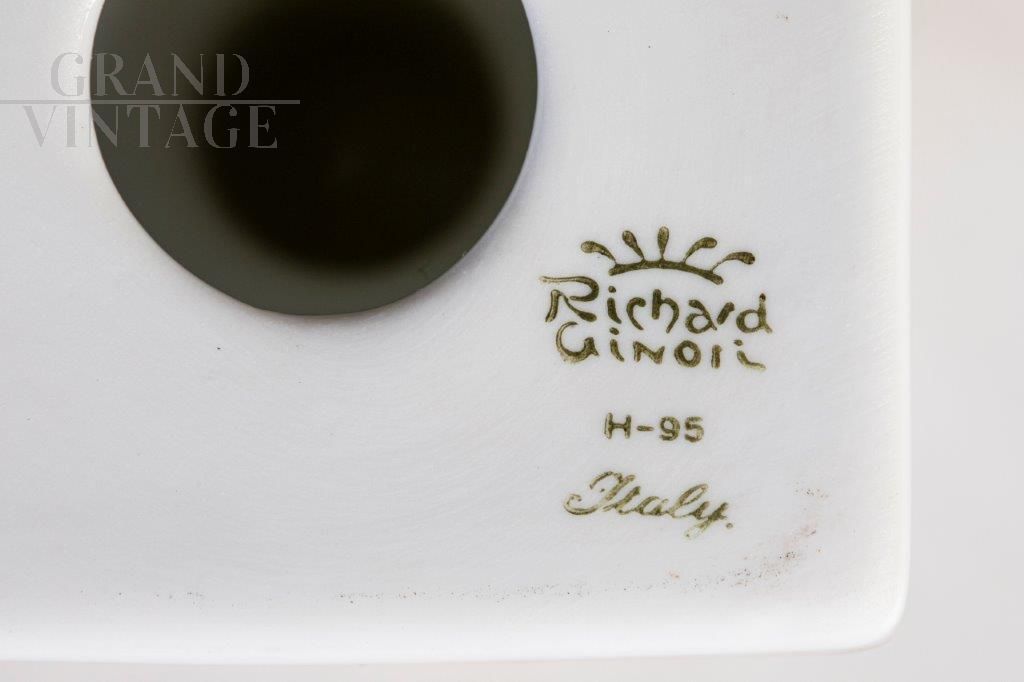 GRAND
VINTAGE
Richard
Ginori
H-95
Italy.